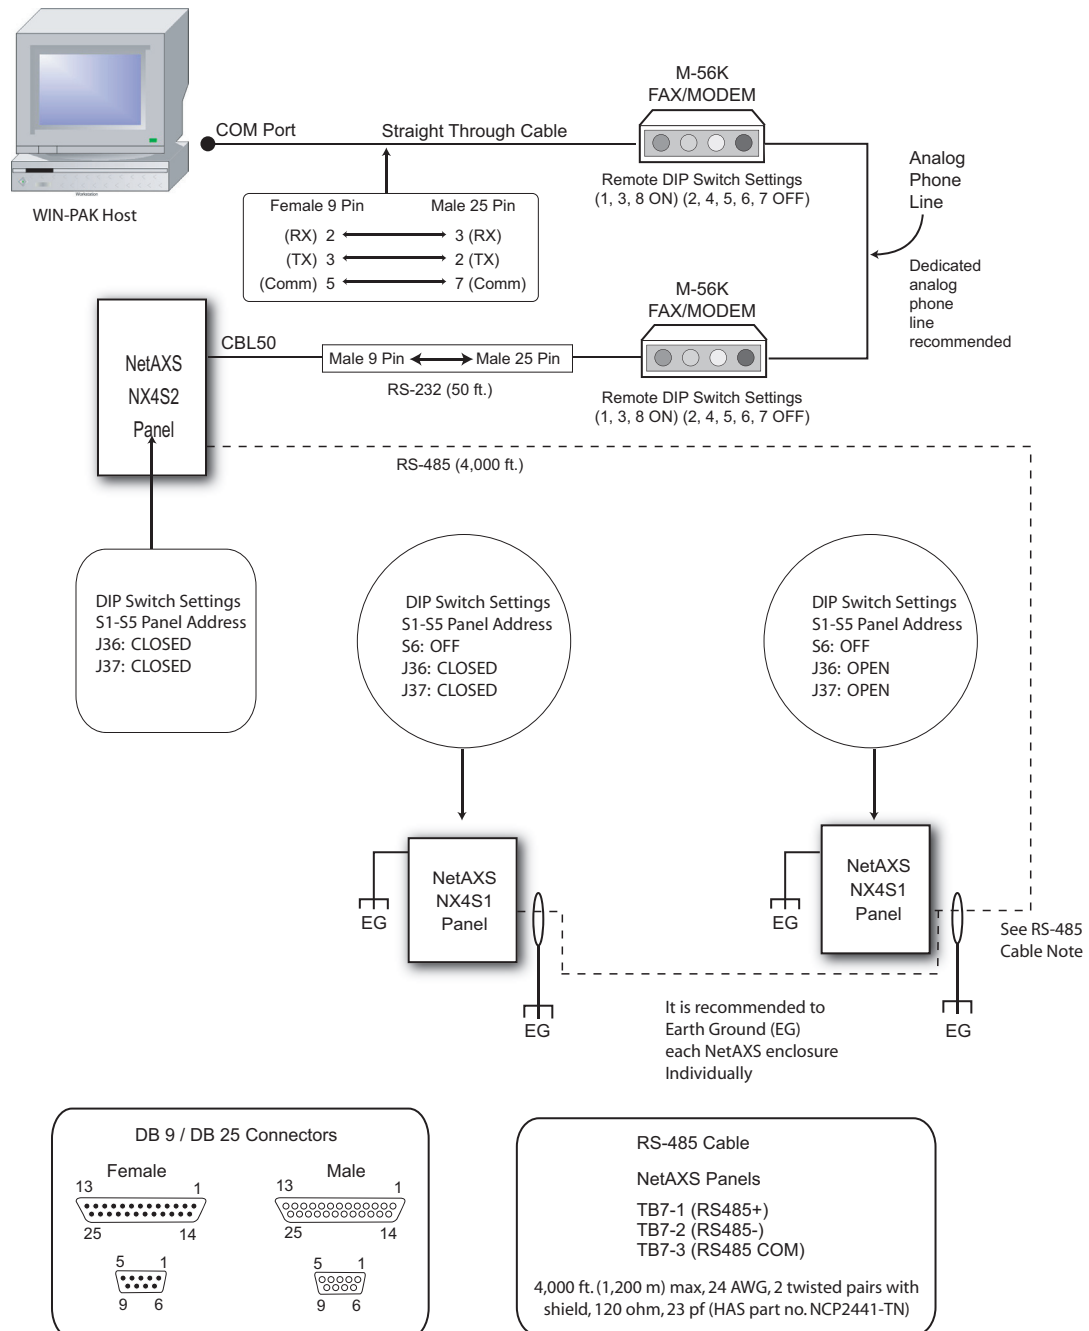 M-56K
FAX/MODEM
COM Port
Straight Through Cable
Workstation
WIN-PAK Host
Remote DIP Switch Settings
(1, 3, 8 ON) (2, 4, 5, 6, 7 OFF)
Analog
Phone
Line
Dedicated
analog
phone
line
recommended
Female 9 Pin Male 25 Pin
(RX) 2 3 (RX)
(TX) 3 2 (TX)
(Comm) 5 7 (Comm)
M-56K
FAX/MODEM
NetAXS
NX4S2
Panel
CBL50
Male 9 Pin Male 25 Pin
RS-232 (50 ft.)
Remote DIP Switch Settings
(1, 3, 8 ON) (2, 4, 5, 6, 7 OFF)
RS-485 (4,000 ft.)
DIP Switch Settings
S1-S5 Panel Address
J36: CLOSED
J37: CLOSED
DIP Switch Settings
S1-S5 Panel Address
S6: OFF
J36: CLOSED
J37: CLOSED
DIP Switch Settings
S1-S5 Panel Address
S6: OFF
J36: OPEN
J37: OPEN
NetAXS
NX4S1
Panel
EG
EG
NetAXS
NX4S1
Panel
EG
EG
See RS-485
Cable Note
It is recommended to
Earth Ground (EG)
each NetAXS enclosure
Individually
DB 9 / DB 25 Connectors
Female Male
13 1 13 1
25 14 25 14
5 1 5 1
9 6 9 6
RS-485 Cable
NetAXS Panels
TB7-1 (RS485+)
TB7-2 (RS485-)
TB7-3 (RS485 COM)
4,000 ft. (1,200 m) max, 24 AWG, 2 twisted pairs with
shield, 120 ohm, 23 pf (HAS part no. NCP2441-TN)